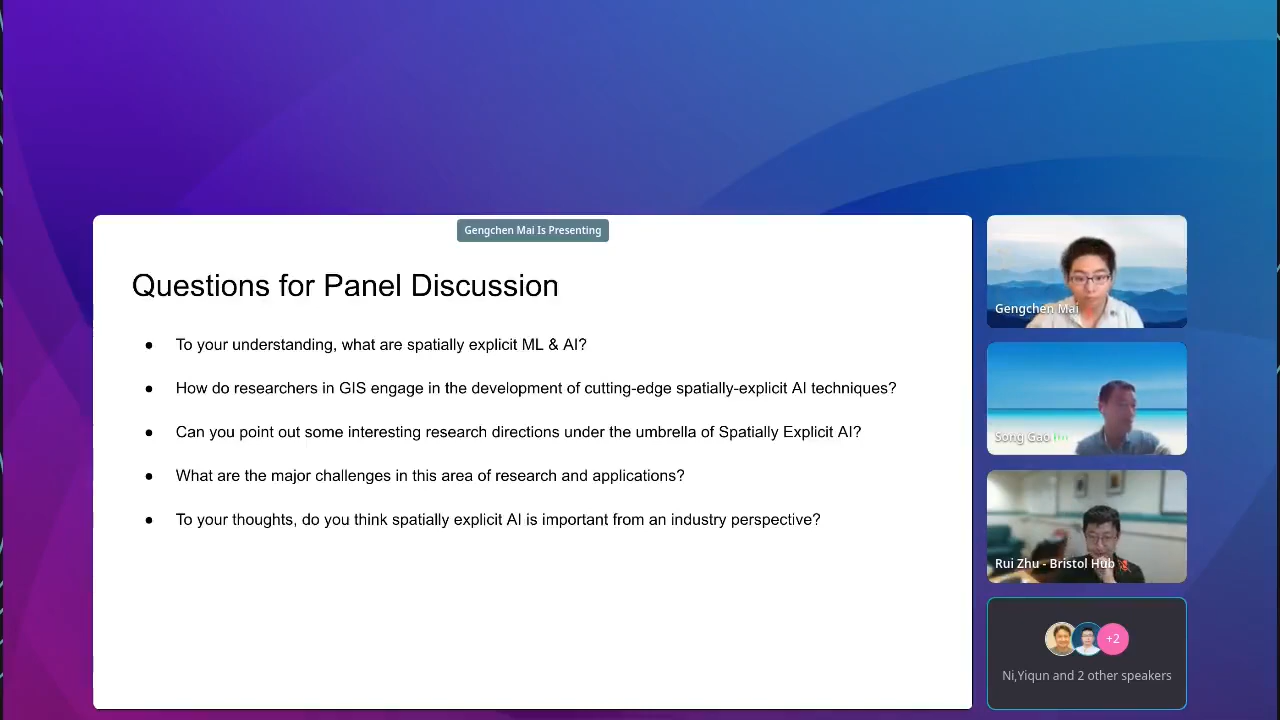 Gengchen Mai Is Presenting
Questions for Panel Discussion
● To your understanding, what are spatially explicit ML & AI?
● How do researchers in GIS engage in the development of cutting-edge spatially-explicit AI techniques?
● Can you point out some interesting research directions under the umbrella of Spatially Explicit AI?
● What are the major challenges in this area of research and applications?
● To your thoughts, do you think spatially explicit AI is important from an industry perspective?
Gengchen Mai
Song Gao
Rui Zhu - Bristol Hub
+2
Ni,Yiqun and 2 other speakers